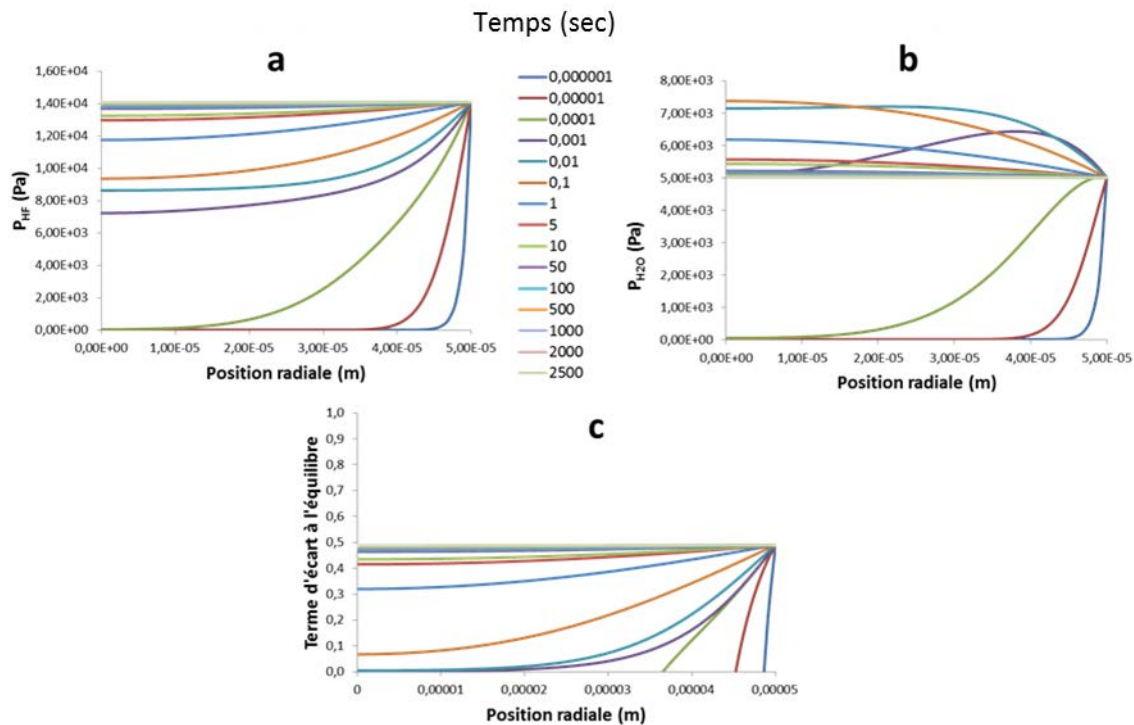 Temps (sec)
a
1,60E+04
1,40E+04
1,20E+04
1,00E+04
8,00E+03
6,00E+03
4,00E+03
2,00E+03
0,00E+00
P_HF (Pa)
0,00E+00 1,00E-05 2,00E-05 3,00E-05 4,00E-05 5,00E-05
Position radiale (m)
0,000001
0,00001
0,0001
0,001
0,01
0,1
1
5
10
50
100
500
1000
2000
2500
b
8,00E+03
7,00E+03
6,00E+03
5,00E+03
4,00E+03
3,00E+03
2,00E+03
1,00E+03
0,00E+00
P_H2O (Pa)
0,00E+00 1,00E-05 2,00E-05 3,00E-05 4,00E-05 5,00E-05
Position radiale (m)
c
1,0
0,9
0,8
0,7
0,6
0,5
0,4
0,3
0,2
0,1
0,0
Terme d'écart à l'équilibre
0 0,00001 0,00002 0,00003 0,00004 0,00005
Position radiale (m)